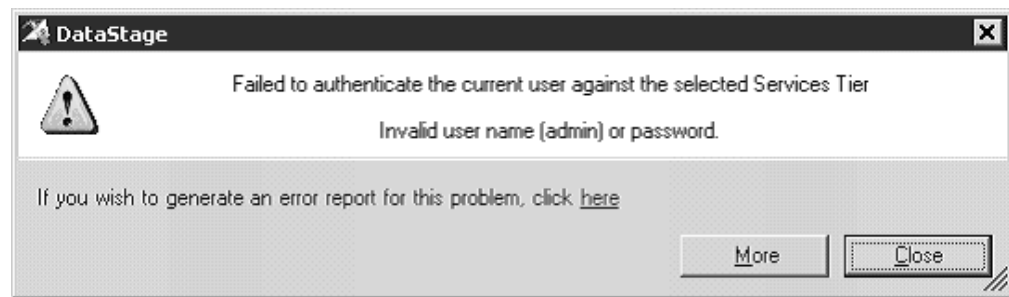 DataStage
Failed to authenticate the current user against the selected Services Tier
Invalid user name (admin) or password.
If you wish to generate an error report for this problem, click here
More
Close